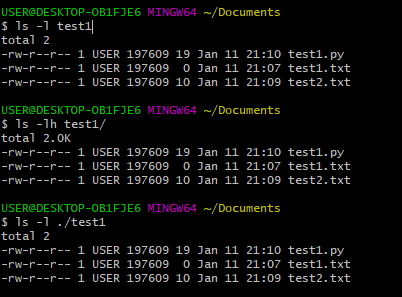 USER@DESKTOP-OB1FJE6 MINGW64 ~/Documents
$ ls -l test1
total 2
-rw-r--r-- 1 USER 197609 19 Jan 11 21:10 test1.py
-rw-r--r-- 1 USER 197609  0 Jan 11 21:07 test1.txt
-rw-r--r-- 1 USER 197609 10 Jan 11 21:09 test2.txt

USER@DESKTOP-OB1FJE6 MINGW64 ~/Documents
$ ls -lh test1/
total 2.0K
-rw-r--r-- 1 USER 197609 19 Jan 11 21:10 test1.py
-rw-r--r-- 1 USER 197609  0 Jan 11 21:07 test1.txt
-rw-r--r-- 1 USER 197609 10 Jan 11 21:09 test2.txt

USER@DESKTOP-OB1FJE6 MINGW64 ~/Documents
$ ls -l ./test1
total 2
-rw-r--r-- 1 USER 197609 19 Jan 11 21:10 test1.py
-rw-r--r-- 1 USER 197609  0 Jan 11 21:07 test1.txt
-rw-r--r-- 1 USER 197609 10 Jan 11 21:09 test2.txt